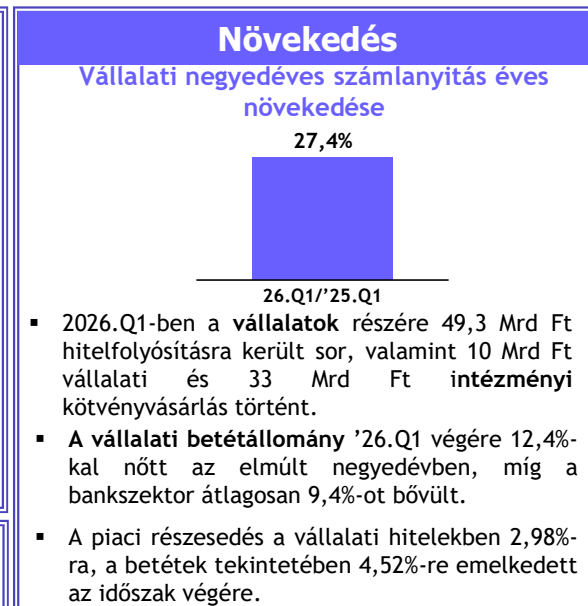 Növekedés
Vállalati negyedéves számlanyitás éves
növekedése
27,4%
26.Q1/’25.Q1
▪ 2026.Q1-ben a vállalatok részére 49,3 Mrd Ft
hitelfolyósításra került sor, valamint 10 Mrd Ft
vállalati és 33 Mrd Ft intézményi
kötvényvásárlás történt.
▪ A vállalati betétállomány ’26.Q1 végére 12,4%-
kal nőtt az elmúlt negyedévben, míg a
bankszektor átlagosan 9,4%-ot bővült.
▪ A piaci részesedés a vállalati hitelekben 2,98%-
ra, a betétek tekintetében 4,52%-re emelkedett
az időszak végére.